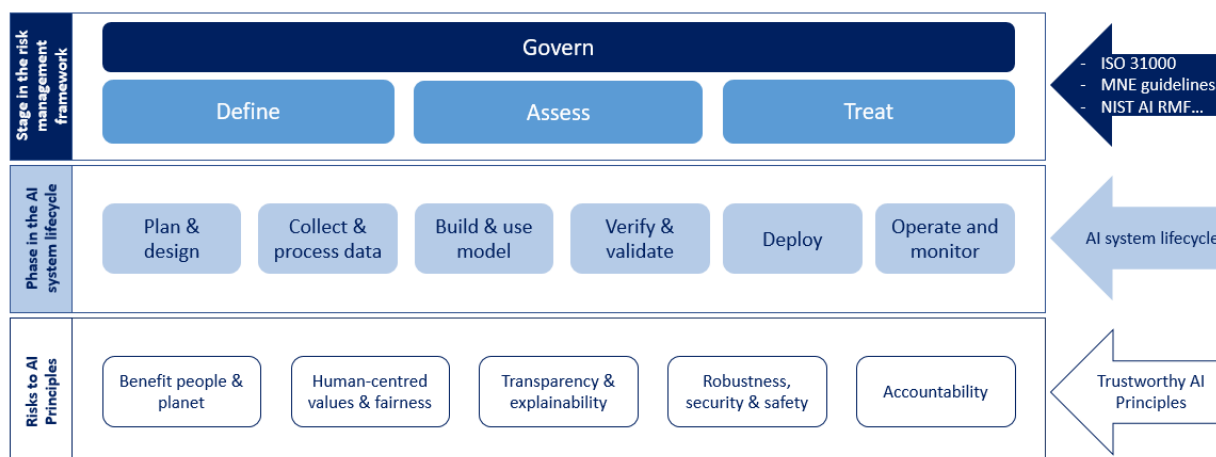 Stage in the risk
management
framework
Govern
Define
Assess
Treat
- ISO 31000
- MNE guidelines
- NIST AI RMF...
Phase in the AI
system lifecycle
Plan &
design
Collect &
process data
Build & use
model
Verify &
validate
Deploy
Operate and
monitor
AI system lifecycle
Risks to AI
Principles
Benefit people &
planet
Human-centred
values & fairness
Transparency &
explainability
Robustness,
security & safety
Accountability
Trustworthy AI
Principles